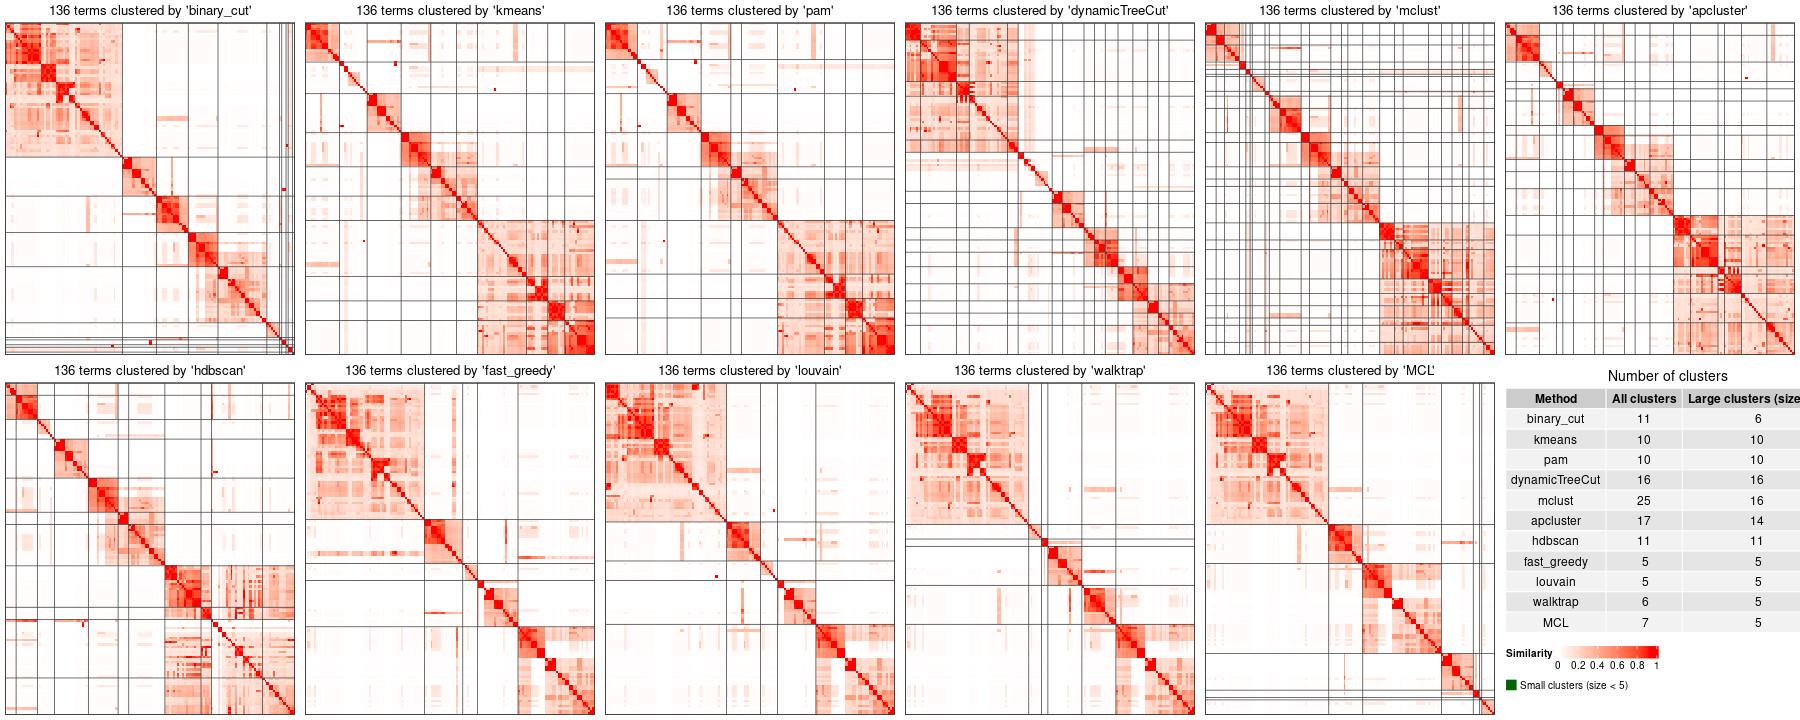 136 terms clustered by 'binary_cut'
136 terms clustered by 'kmeans'
136 terms clustered by 'pam'
136 terms clustered by 'dynamicTreeCut'
136 terms clustered by 'mclust'
136 terms clustered by 'apcluster'
136 terms clustered by 'hdbscan'
136 terms clustered by 'fast_greedy'
136 terms clustered by 'louvain'
136 terms clustered by 'walktrap'
136 terms clustered by 'MCL'
Number of clusters
Method All clusters Large clusters (size
binary_cut 11 6
kmeans 10 10
pam 10 10
dynamicTreeCut 16 16
mclust 25 16
apcluster 17 14
hdbscan 11 11
fast_greedy 5 5
louvain 5 5
walktrap 6 5
MCL 7 5
Similarity
0 0.2 0.4 0.6 0.8 1
Small clusters (size < 5)